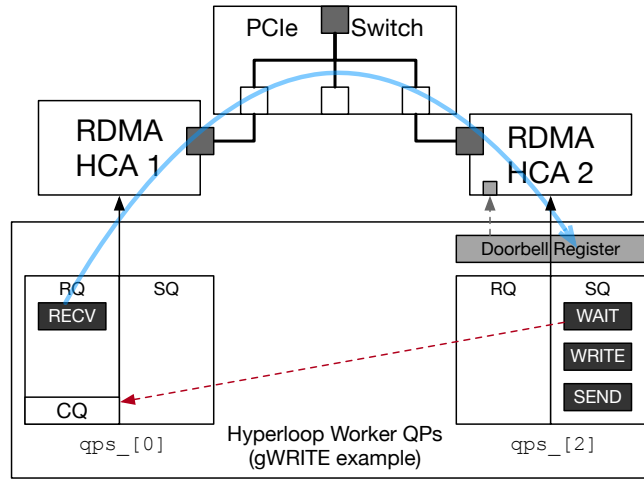 PCIe Switch
RDMA
HCA 1
RDMA
HCA 2
Doorbell Register
RQ
SQ
RQ
SQ
RECV
WAIT
WRITE
SEND
CQ
qps_[0]
Hyperloop Worker QPs
(gWRITE example)
qps_[2]